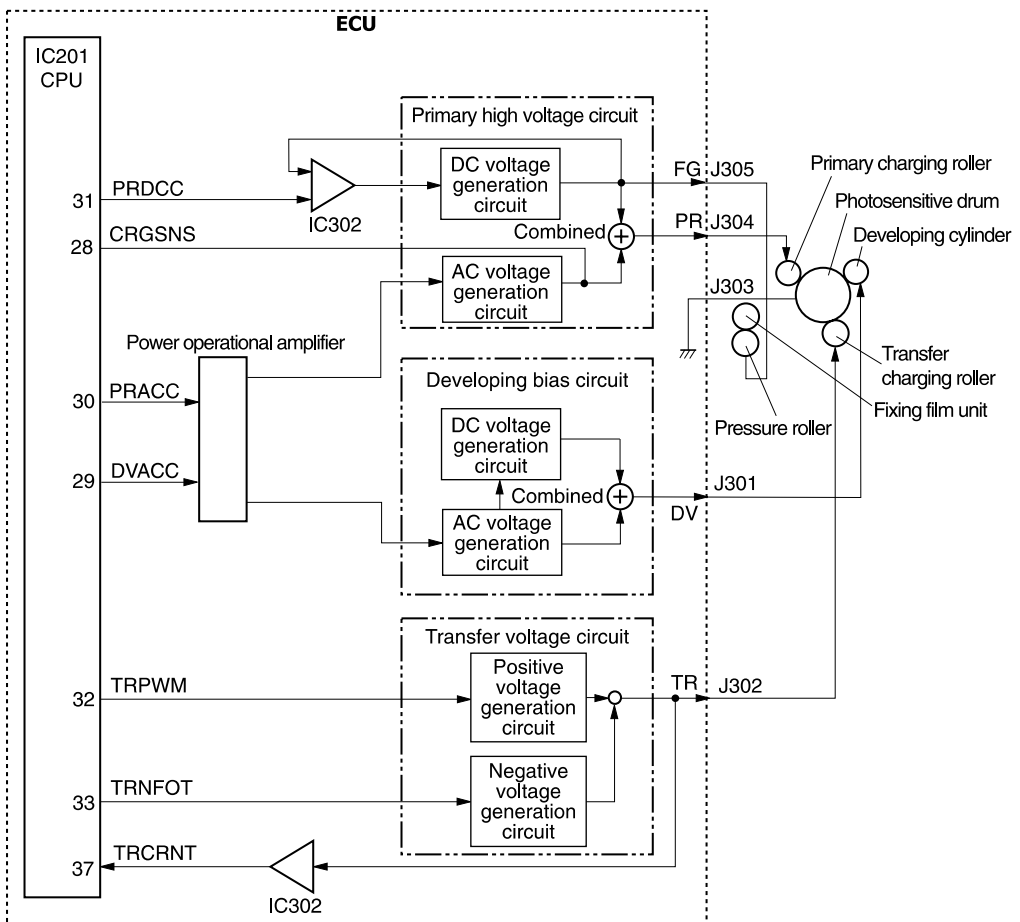 ECU
IC201
CPU
Primary high voltage circuit
DC voltage
generation
circuit
FG
J305
Primary charging roller
31
PRDCC
IC302
Photosensitive drum
28
CRGSNS
Combined
PR
J304
Developing cylinder
AC voltage
generation
circuit
J303
Power operational amplifier
Transfer
charging roller
Fixing film unit
Pressure roller
30
PRACC
Developing bias circuit
DC voltage
generation
circuit
29
DVACC
Combined
J301
DV
AC voltage
generation
circuit
Transfer voltage circuit
32
TRPWM
Positive
voltage
generation
circuit
TR
J302
33
TRNFOT
Negative
voltage
generation
circuit
37
TRCRNT
IC302